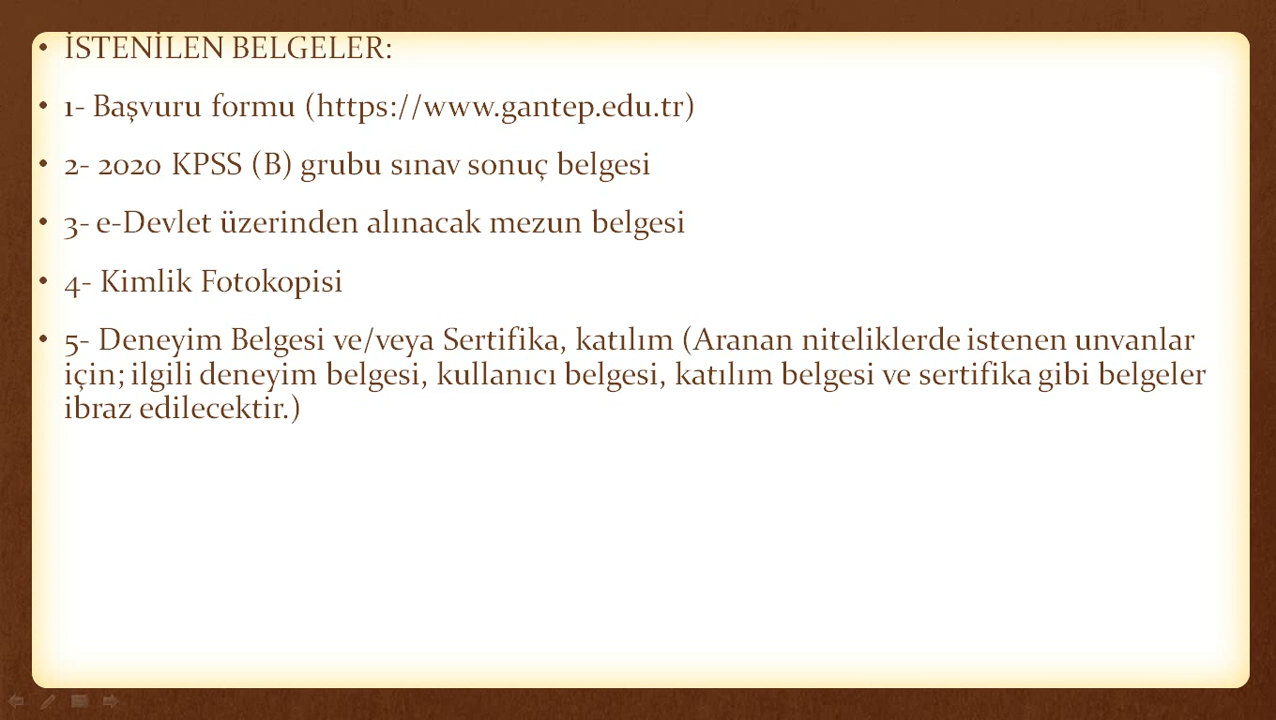 • İSTENİLEN BELGELER:
• 1- Başvuru formu (https://www.gantep.edu.tr)
• 2- 2020 KPSS (B) grubu sınav sonuç belgesi
• 3- e-Devlet üzerinden alınacak mezun belgesi
• 4- Kimlik Fotokopisi
• 5- Deneyim Belgesi ve/veya Sertifika, katılım (Aranan niteliklerde istenen unvanlar
için; ilgili deneyim belgesi, kullanıcı belgesi, katılım belgesi ve sertifika gibi belgeler
ibraz edilecektir.)